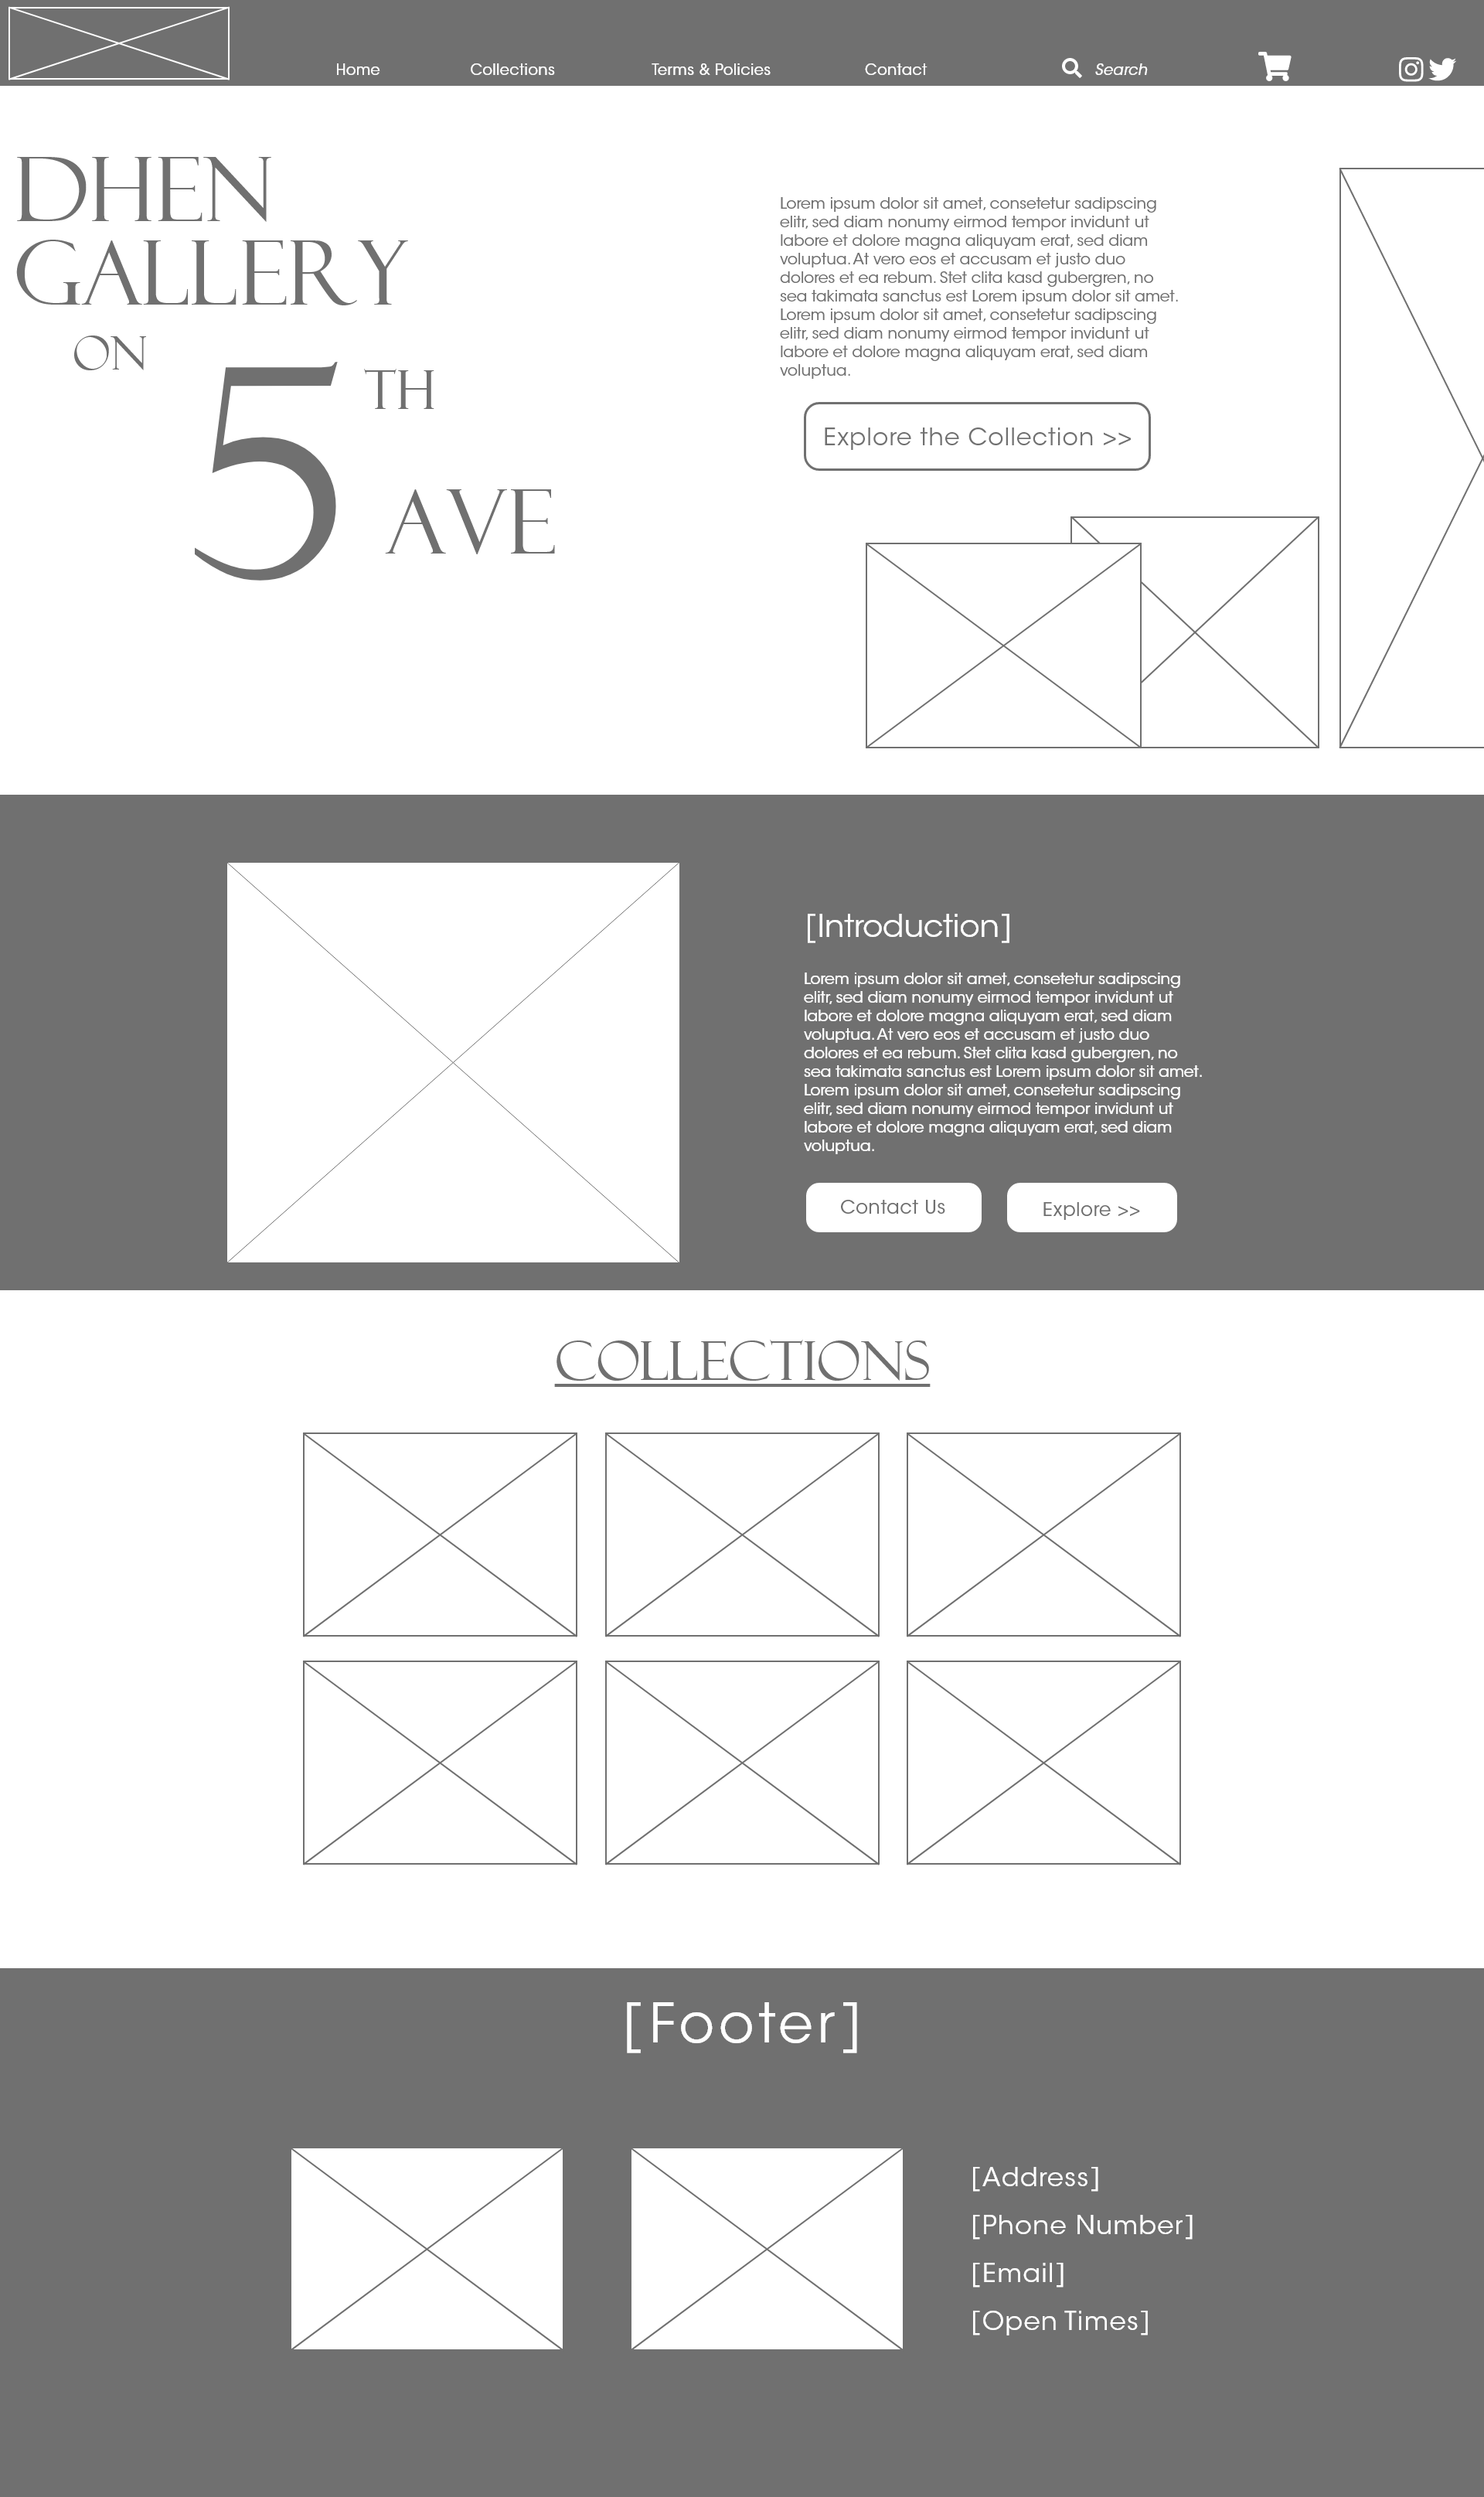 Home Collections Terms & Policies Contact Search
DHEN
GALLERY
ON
5 TH
AVE
Lorem ipsum dolor sit amet, consetetur sadipscing
elitr, sed diam nonumy eirmod tempor invidunt ut
labore et dolore magna aliquyam erat, sed diam
voluptua. At vero eos et accusam et justo duo
dolores et ea rebum. Stet clita kasd gubergren, no
sea takimata sanctus est Lorem ipsum dolor sit amet.
Lorem ipsum dolor sit amet, consetetur sadipscing
elitr, sed diam nonumy eirmod tempor invidunt ut
labore et dolore magna aliquyam erat, sed diam
voluptua.
Explore the Collection >>
[Introduction]
Lorem ipsum dolor sit amet, consetetur sadipscing
elitr, sed diam nonumy eirmod tempor invidunt ut
labore et dolore magna aliquyam erat, sed diam
voluptua. At vero eos et accusam et justo duo
dolores et ea rebum. Stet clita kasd gubergren, no
sea takimata sanctus est Lorem ipsum dolor sit amet.
Lorem ipsum dolor sit amet, consetetur sadipscing
elitr, sed diam nonumy eirmod tempor invidunt ut
labore et dolore magna aliquyam erat, sed diam
voluptua.
Contact Us Explore >>
COLLECTIONS
[Footer]
[Address]
[Phone Number]
[Email]
[Open Times]